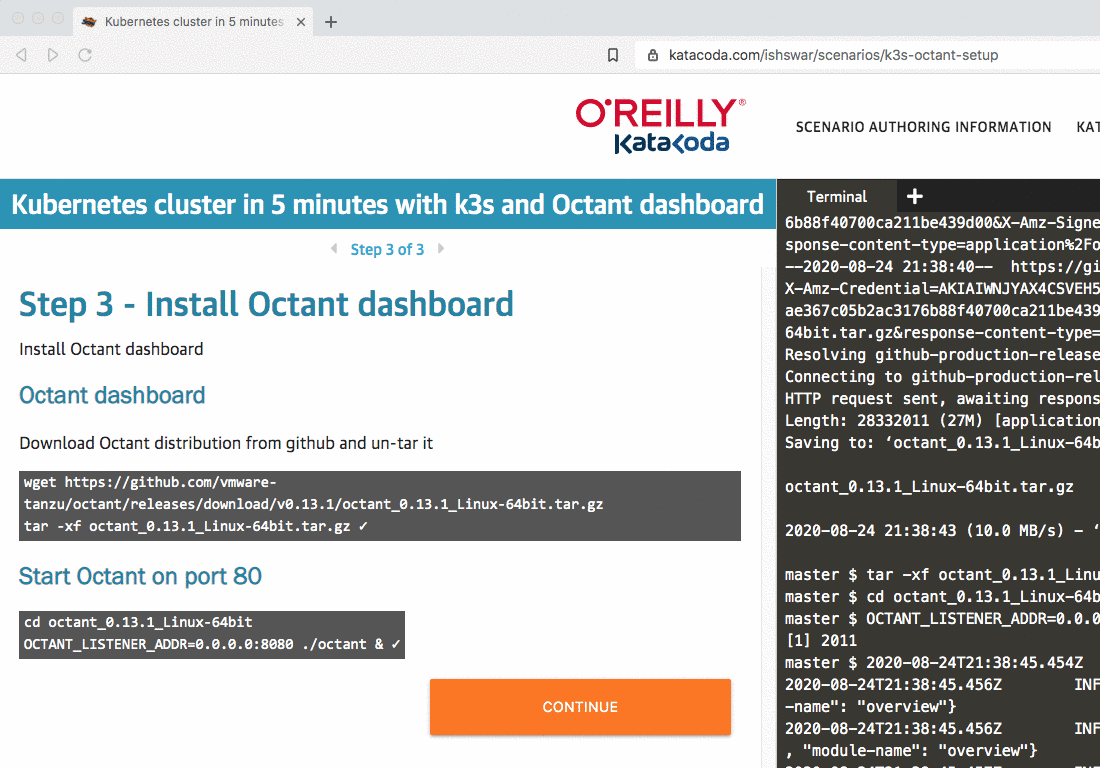 Kubernetes cluster in 5 minutes
katacoda.com/ishswar/scenarios/k3s-octant-setup
O'REILLY®
KataKoda
SCENARIO AUTHORING INFORMATION
KAT
Kubernetes cluster in 5 minutes with k3s and Octant dashboard
Step 3 of 3
Step 3 - Install Octant dashboard
Install Octant dashboard
Octant dashboard
Download Octant distribution from github and un-tar it
wget https://github.com/vmware-
tanzu/octant/releases/download/v0.13.1/octant_0.13.1_Linux-64bit.tar.gz
tar -xf octant_0.13.1_Linux-64bit.tar.gz ✓
Start Octant on port 80
cd octant_0.13.1_Linux-64bit
OCTANT_LISTENER_ADDR=0.0.0.0:8080 ./octant & ✓
CONTINUE
Terminal
6b88f40700ca211be439d00&X-Amz-Signe
sponse-content-type=application%2Fo
--2020-08-24 21:38:40-- https://gi
X-Amz-Credential=AKIAIWNJYAX4CSVEH5
ae367c05b2ac3176b88f40700ca211be439
64bit.tar.gz&response-content-type=
Resolving github-production-release
Connecting to github-production-rel
HTTP request sent, awaiting respons
Length: 28332011 (27M) [application
Saving to: ‘octant_0.13.1_Linux-64b
octant_0.13.1_Linux-64bit.tar.gz
2020-08-24 21:38:43 (10.0 MB/s) - ‘
master $ tar -xf octant_0.13.1_Linu
master $ cd octant_0.13.1_Linux-64b
master $ OCTANT_LISTENER_ADDR=0.0.0
[1] 2011
master $ 2020-08-24T21:38:45.454Z
2020-08-24T21:38:45.456Z INF
-name": "overview"}
2020-08-24T21:38:45.456Z INF
, "module-name": "overview"}